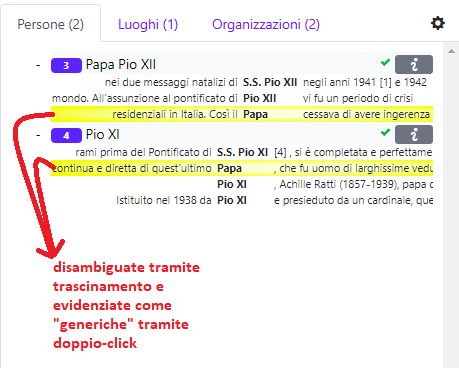 Persone (2) Luoghi (1) Organizzazioni (2)
- 3 Papa Pio XII i
nei due messaggi natalizi di S.S. Pio XII negli anni 1941 [1] e 1942
mondo. All'assunzione al pontificato di Pio XII vi fu un periodo di crisi
residenziali in Italia. Così il Papa cessava di avere ingerenza
- 4 Pio XI i
rami prima del Pontificato di S.S. Pio XI [4] , si è completata e perfettame
continua e diretta di quest'ultimo Papa , che fu uomo di larghissime vedu
Pio XI , Achille Ratti (1857-1939), papa c
Istituito nel 1938 da Pio XI e presieduto da un cardinale, que
disambiguate tramite
trascinamento e
evidenziate come
"generiche" tramite
doppio-click